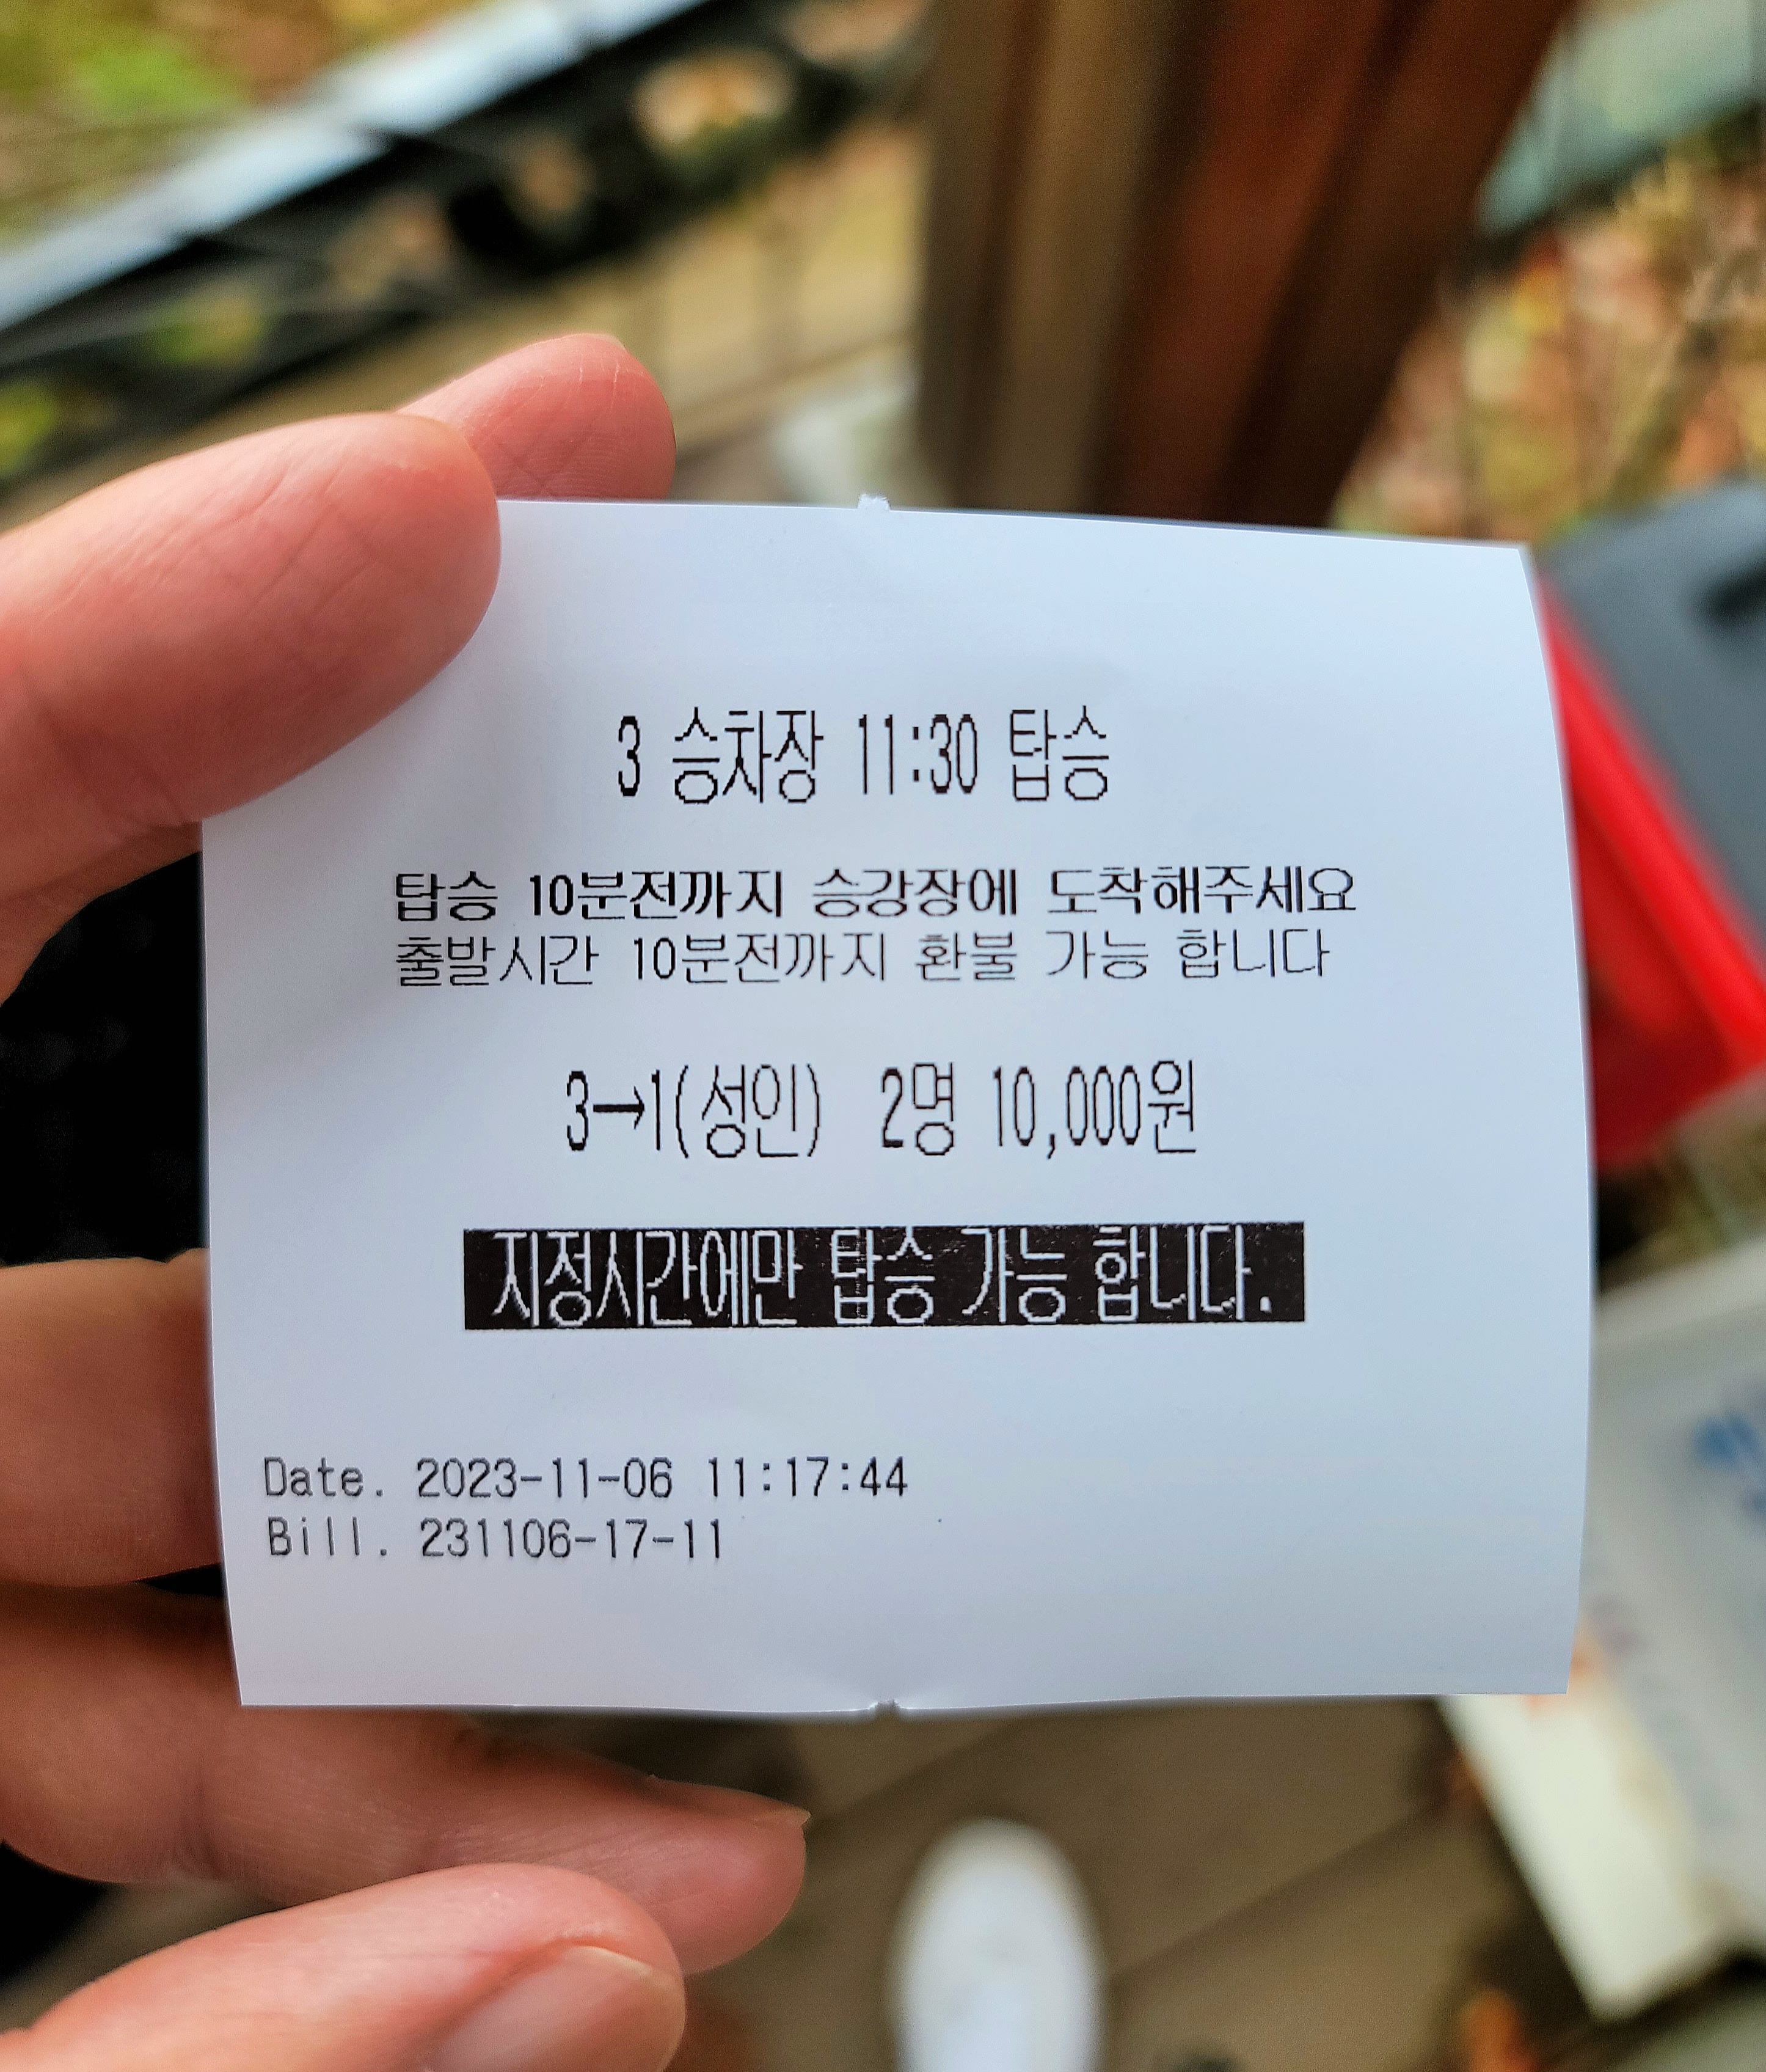 3 승차장 11:30 탑승
탑승 10분전까지 승강장에 도착해주세요
출발시간 10분전까지 환불 가능 합니다
3→1(성인) 2명 10,000원
지정시간에만 탑승 가능 합니다.
Date. 2023-11-06 11:17:44
Bill. 231106-17-11